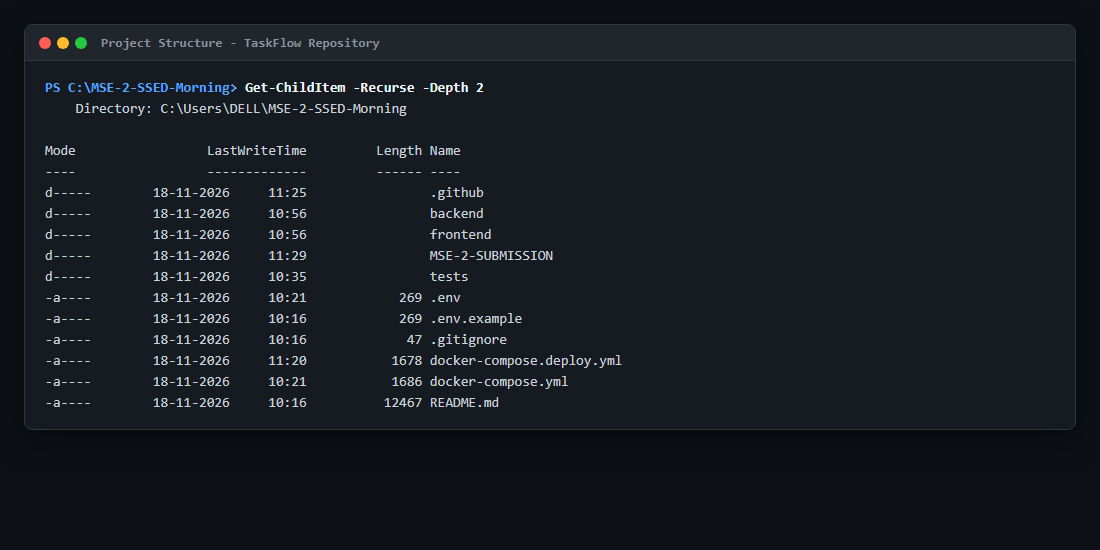 Project Structure - TaskFlow Repository
PS C:\MSE-2-SSED-Morning> Get-ChildItem -Recurse -Depth 2
    Directory: C:\Users\DELL\MSE-2-SSED-Morning
Mode                 LastWriteTime         Length Name
----                 -------------         ------ ----
d-----        18-11-2026     11:25                .github
d-----        18-11-2026     10:56                backend
d-----        18-11-2026     10:56                frontend
d-----        18-11-2026     11:29                MSE-2-SUBMISSION
d-----        18-11-2026     10:35                tests
-a----        18-11-2026     10:21            269 .env
-a----        18-11-2026     10:16            269 .env.example
-a----        18-11-2026     10:16             47 .gitignore
-a----        18-11-2026     11:20           1678 docker-compose.deploy.yml
-a----        18-11-2026     10:21           1686 docker-compose.yml
-a----        18-11-2026     10:16          12467 README.md